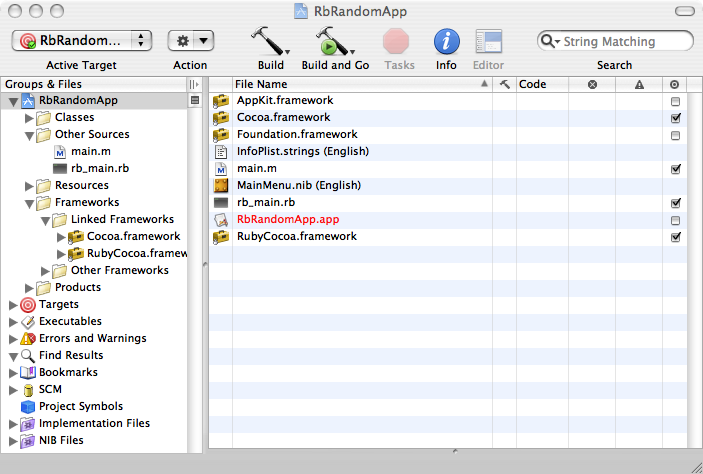 RbRandomApp
RbRandom...
Active Target
Action
Build
Build and Go
Tasks
Info
Editor
String Matching
Search
Groups & Files
File Name
Code
RbRandomApp
Classes
Other Sources
main.m
rb_main.rb
Resources
Frameworks
Linked Frameworks
Cocoa.framework
RubyCocoa.framew
Other Frameworks
Products
Targets
Executables
Errors and Warnings
Find Results
Bookmarks
SCM
Project Symbols
Implementation Files
NIB Files
AppKit.framework
Cocoa.framework
Foundation.framework
InfoPlist.strings (English)
main.m
MainMenu.nib (English)
rb_main.rb
RbRandomApp.app
RubyCocoa.framework